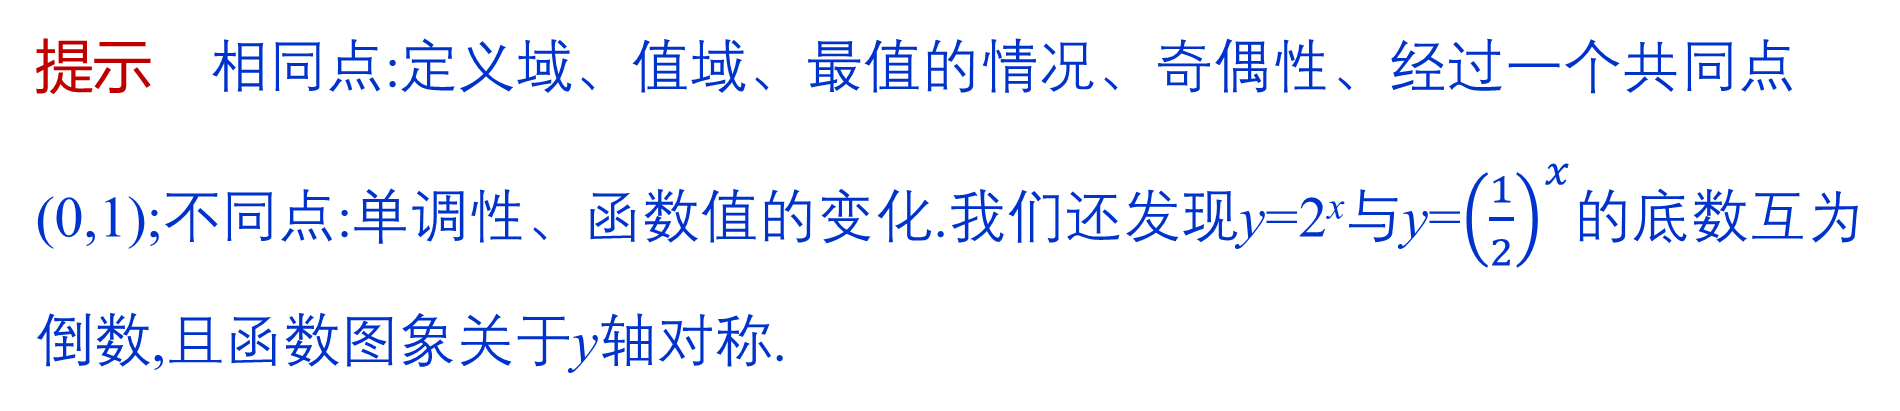 提示 相同点:定义域、值域、最值的情况、奇偶性、经过一个共同点
(0,1);不同点:单调性、函数值的变化.我们还发现y=2^x与y=(1/2)^x的底数互为
倒数,且函数图象关于y轴对称.